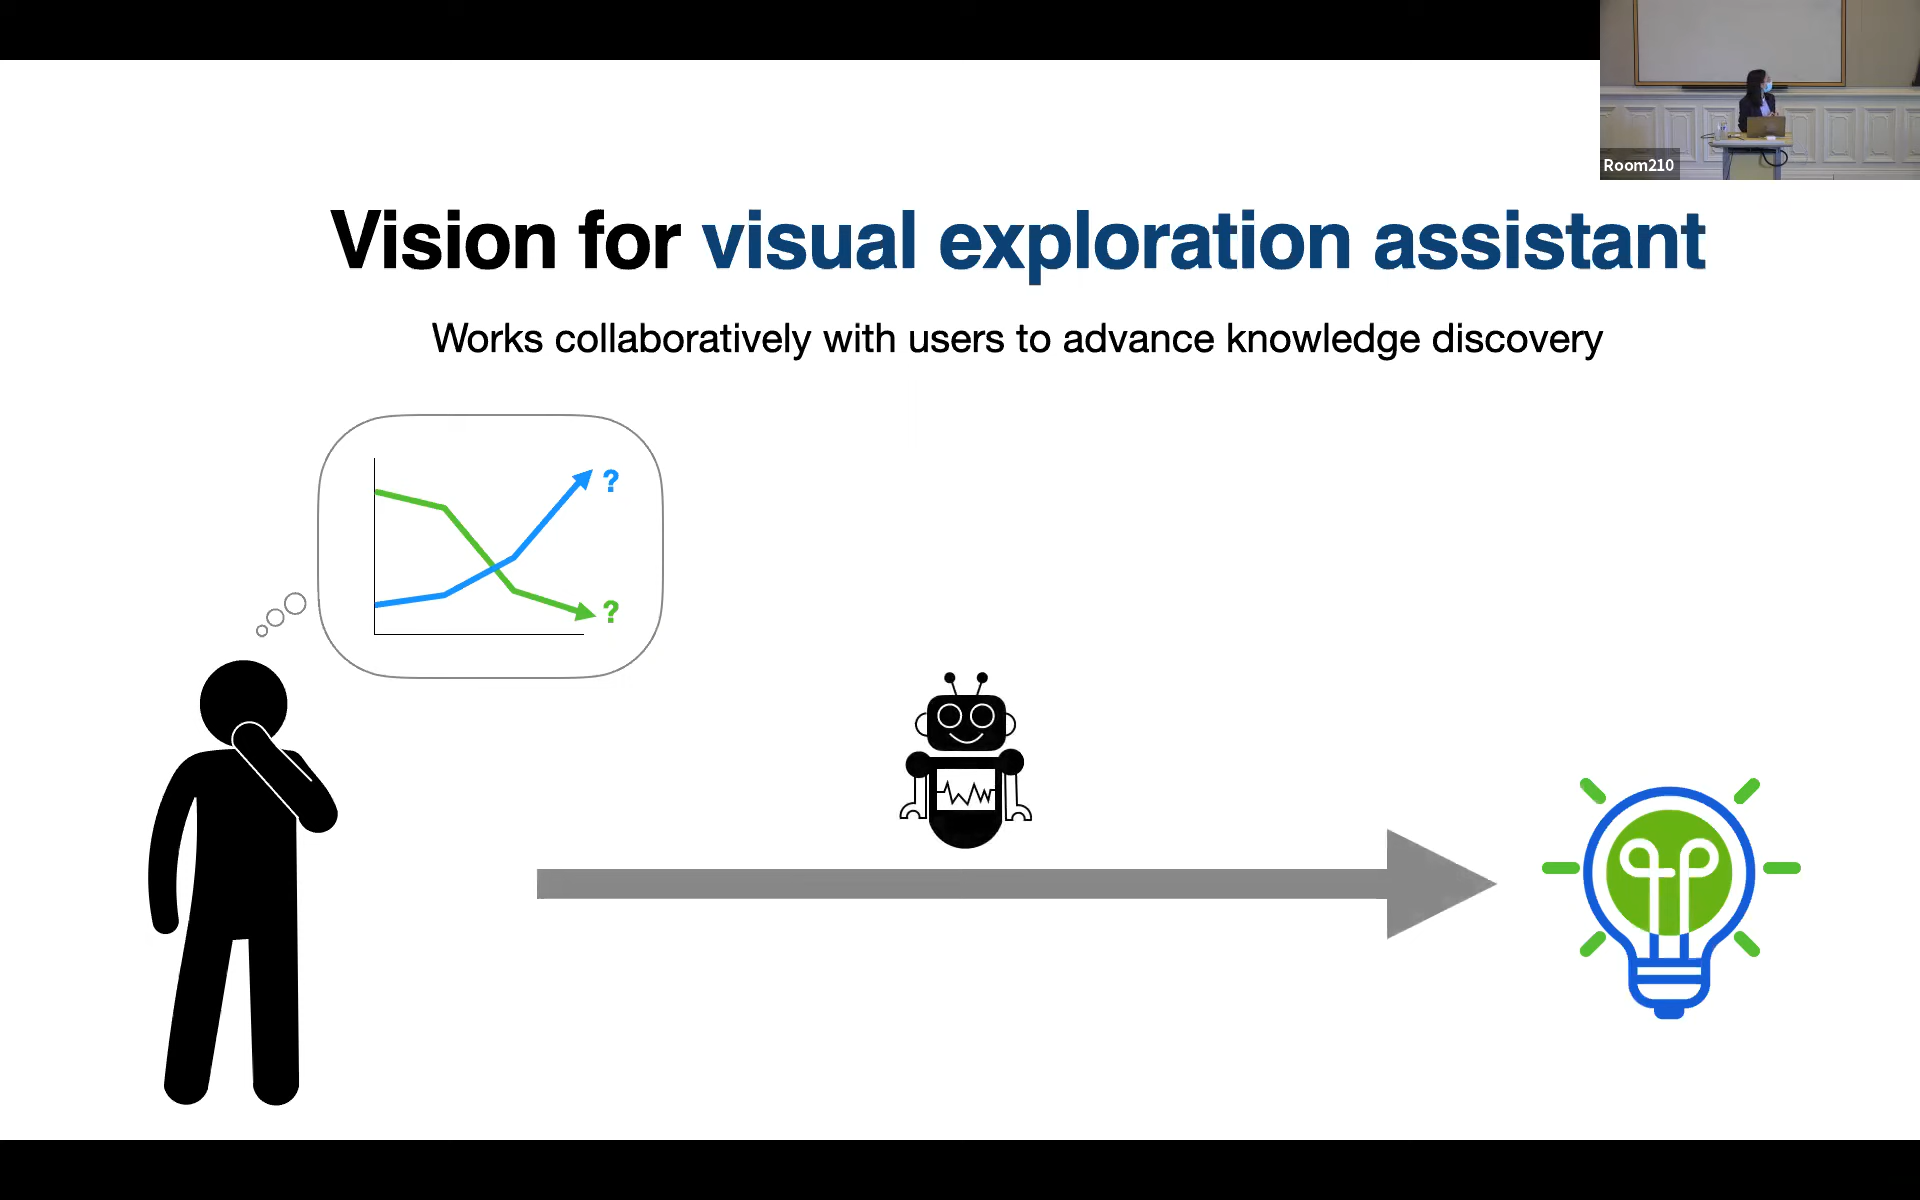 Room210
Vision for visual exploration assistant
Works collaboratively with users to advance knowledge discovery
?
?